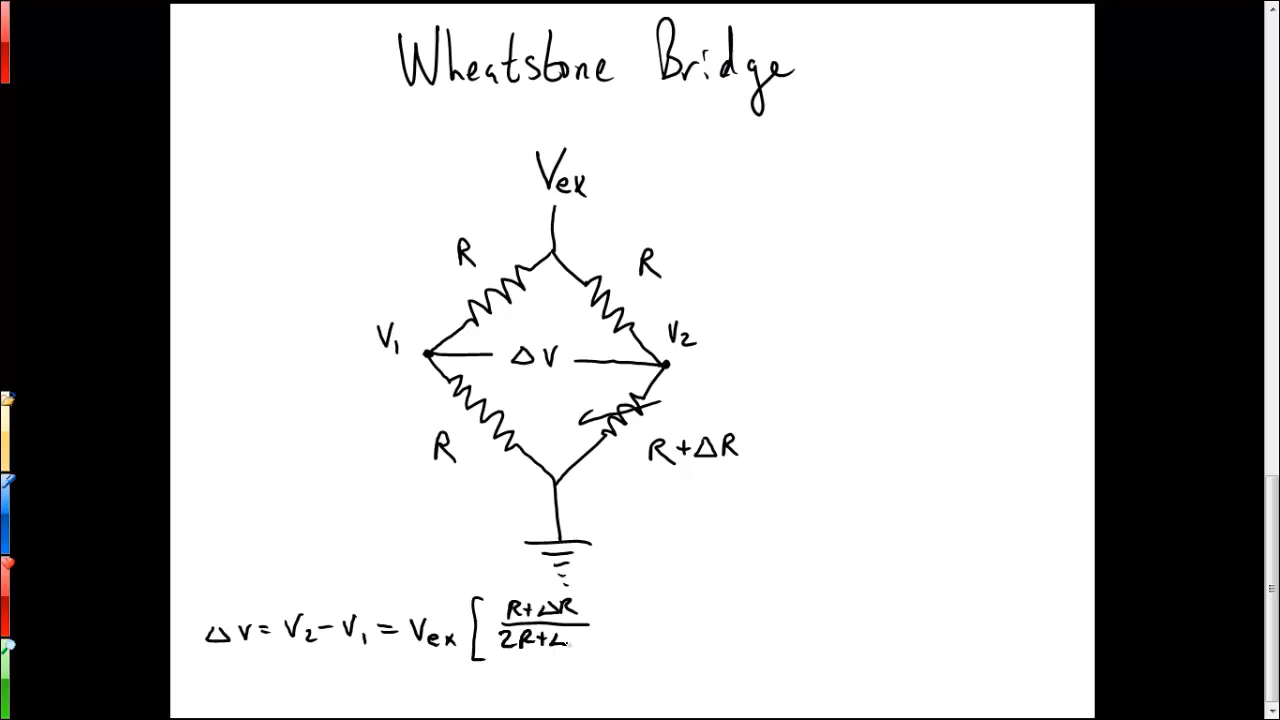 Wheatstone Bridge
Vex
R
R
V1
ΔV
V2
R
R+ΔR
ΔV = V2 - V1 = Vex [ R+ΔR
2R+